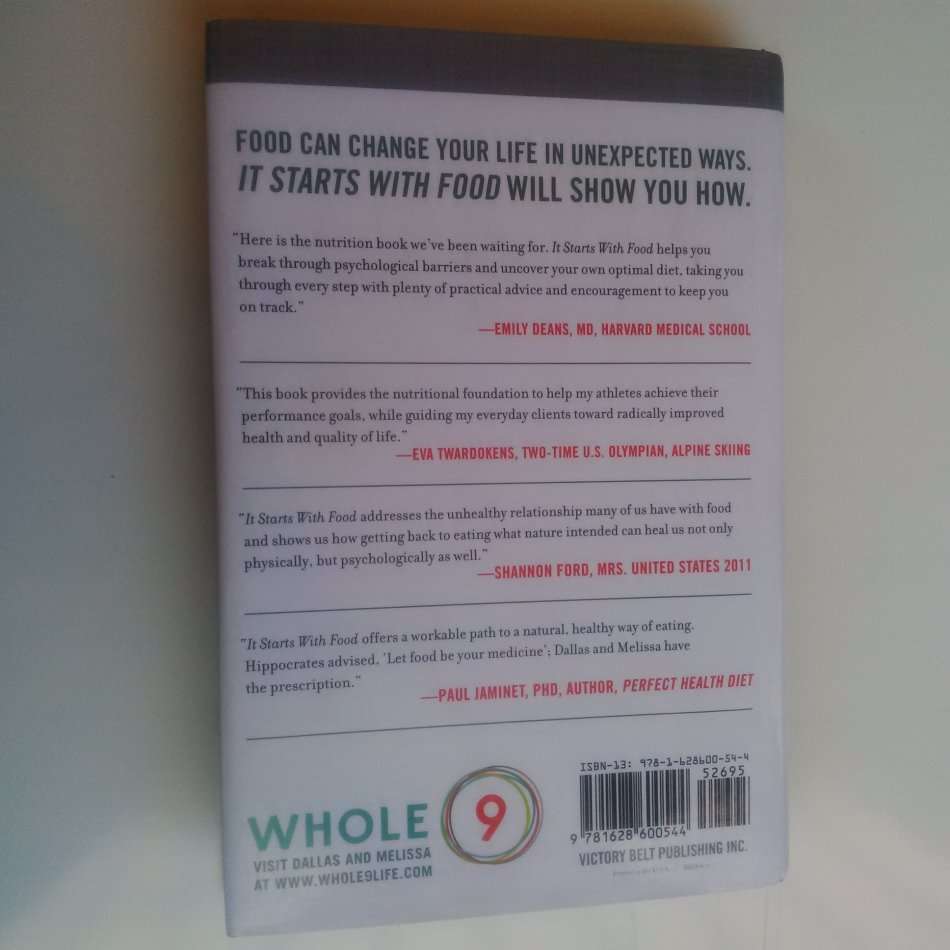 FOOD CAN CHANGE YOUR LIFE IN UNEXPECTED WAYS.
IT STARTS WITH FOOD WILL SHOW YOU HOW.
“Here is the nutrition book we’ve been waiting for. It Starts With Food helps you
break through psychological barriers and uncover your own optimal diet, taking you
through every step with plenty of practical advice and encouragement to keep you
on track.”
—EMILY DEANS, MD, HARVARD MEDICAL SCHOOL
“This book provides the nutritional foundation to help my athletes achieve their
performance goals, while guiding my everyday clients toward radically improved
health and quality of life.”
—EVA TWARDOKENS, TWO-TIME U.S. OLYMPIAN, ALPINE SKIING
“It Starts With Food addresses the unhealthy relationship many of us have with food
and shows us how getting back to eating what nature intended can heal us not only
physically, but psychologically as well.”
—SHANNON FORD, MRS. UNITED STATES 2011
“It Starts With Food offers a workable path to a natural, healthy way of eating.
Hippocrates advised, ‘Let food be your medicine’; Dallas and Melissa have
the prescription.”
—PAUL JAMINET, PHD, AUTHOR, PERFECT HEALTH DIET
WHOLE 9
VISIT DALLAS AND MELISSA
AT WWW.WHOLE9LIFE.COM
ISBN-13: 978-1-628600-54-4
52695
9 781628 600544
VICTORY BELT PUBLISHING INC.